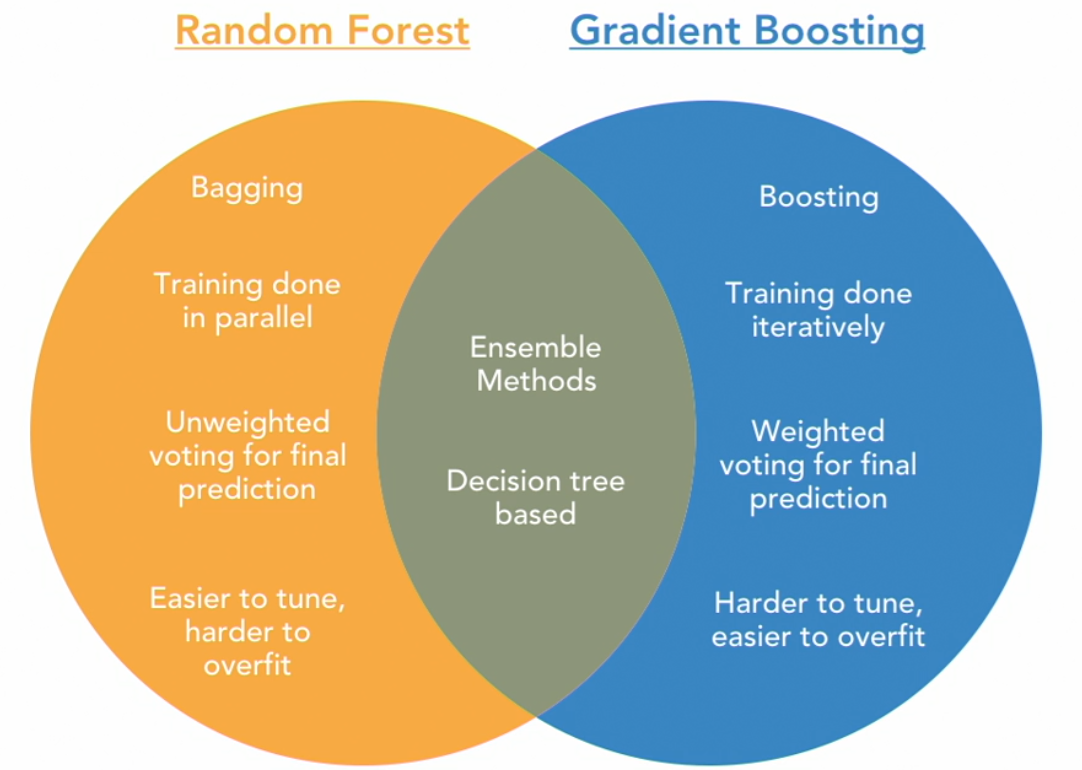 Random Forest
Gradient Boosting
Bagging
Training done
in parallel
Unweighted
voting for final
prediction
Easier to tune,
harder to
overfit
Ensemble
Methods
Decision tree
based
Boosting
Training done
iteratively
Weighted
voting for final
prediction
Harder to tune,
easier to overfit